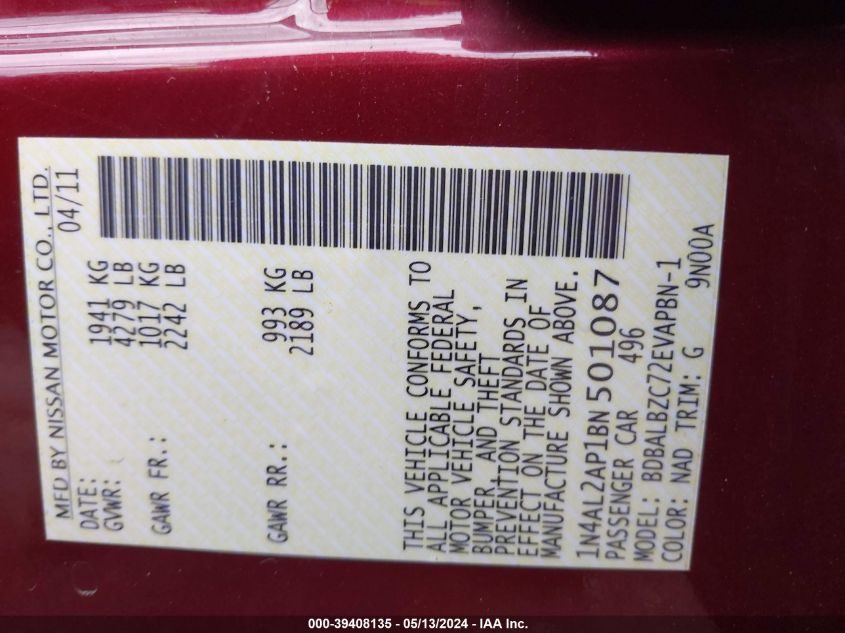 MFD BY NISSAN MOTOR CO., LTD.
DATE: 04/11
GVWR: 1941 KG
4279 LB
GAWR FR.: 1017 KG
2242 LB
GAWR RR.: 993 KG
2189 LB
THIS VEHICLE CONFORMS TO
ALL APPLICABLE FEDERAL
MOTOR VEHICLE SAFETY,
BUMPER, AND THEFT
PREVENTION STANDARDS IN
EFFECT ON THE DATE OF
MANUFACTURE SHOWN ABOVE.
1N4AL2AP1BN501087
PASSENGER CAR 496
MODEL: BDBALBZC72EVAPBN-1
COLOR: NAD TRIM: G 9N00A
000-39408135 - 05/13/2024 - IAA Inc.